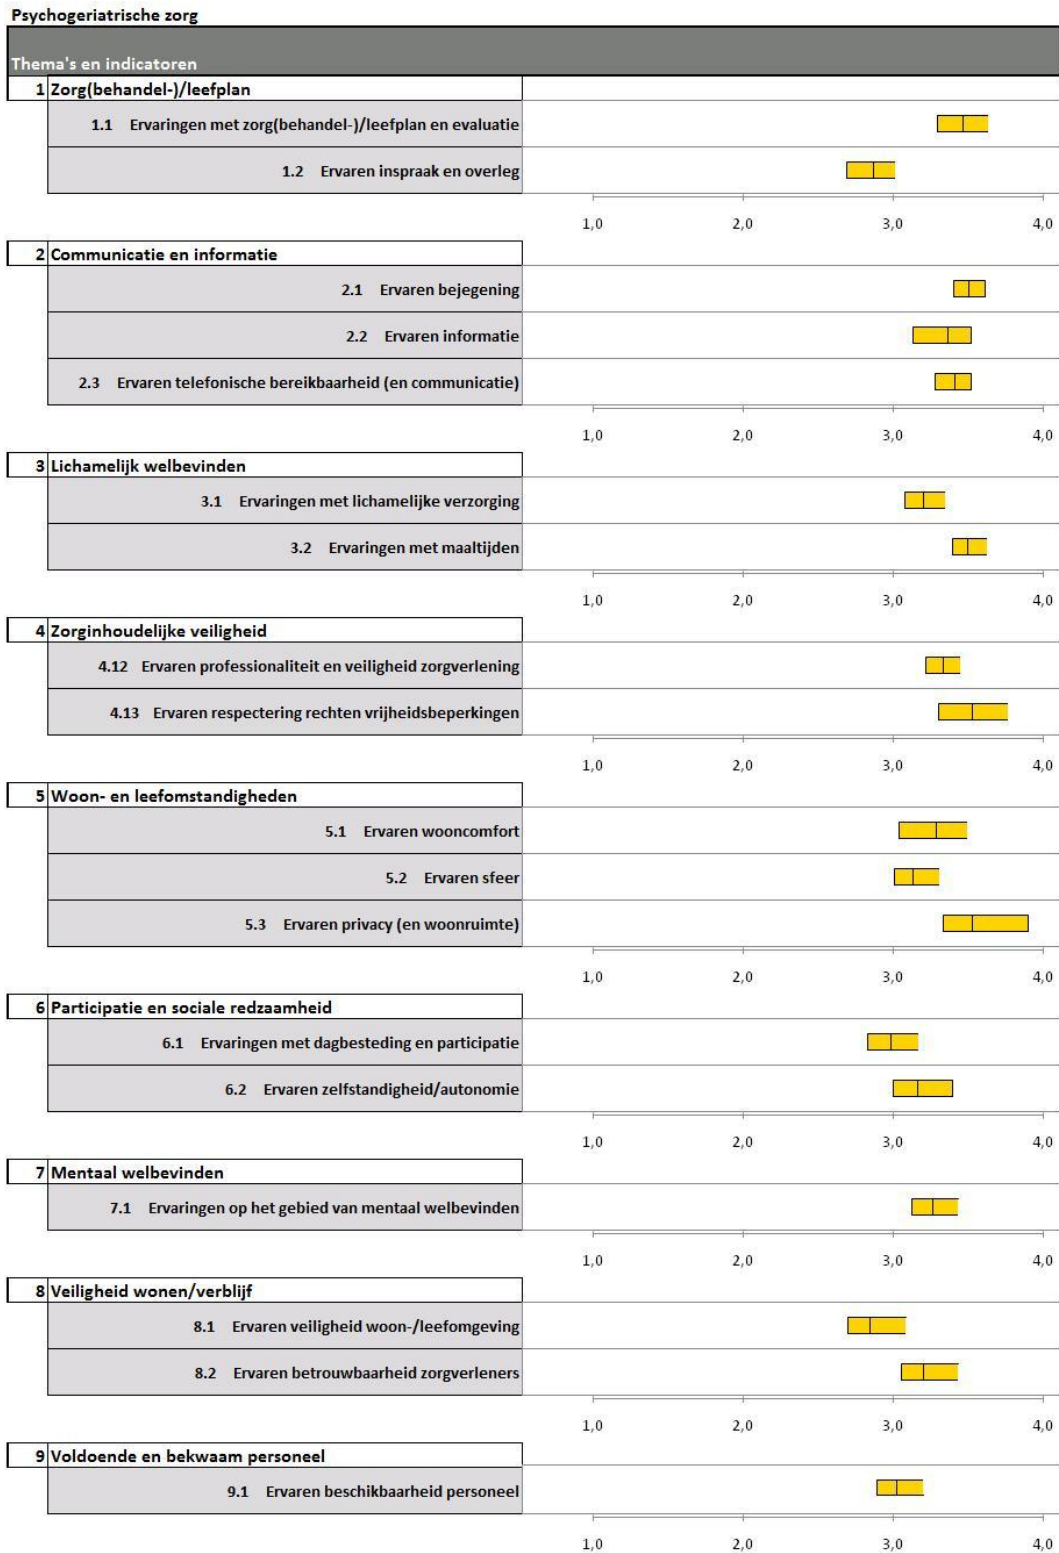 Psychogeriatrische zorg
Thema's en indicatoren
1 Zorg(behandel-)/leefplan
1.1 Ervaringen met zorg(behandel-)/leefplan en evaluatie
1.2 Ervaren inspraak en overleg
1,0 2,0 3,0 4,0
2 Communicatie en informatie
2.1 Ervaren bejegening
2.2 Ervaren informatie
2.3 Ervaren telefonische bereikbaarheid (en communicatie)
1,0 2,0 3,0 4,0
3 Lichamelijk welbevinden
3.1 Ervaringen met lichamelijke verzorging
3.2 Ervaringen met maaltijden
1,0 2,0 3,0 4,0
4 Zorginhoudelijke veiligheid
4.12 Ervaren professionaliteit en veiligheid zorgverlening
4.13 Ervaren respectering rechten vrijheidsbeperkingen
1,0 2,0 3,0 4,0
5 Woon- en leefomstandigheden
5.1 Ervaren wooncomfort
5.2 Ervaren sfeer
5.3 Ervaren privacy (en woonruimte)
1,0 2,0 3,0 4,0
6 Participatie en sociale redzaamheid
6.1 Ervaringen met dagbesteding en participatie
6.2 Ervaren zelfstandigheid/autonomie
1,0 2,0 3,0 4,0
7 Mentaal welbevinden
7.1 Ervaringen op het gebied van mentaal welbevinden
1,0 2,0 3,0 4,0
8 Veiligheid wonen/verblijf
8.1 Ervaren veiligheid woon-/leefomgeving
8.2 Ervaren betrouwbaarheid zorgverleners
1,0 2,0 3,0 4,0
9 Voldoende en bekwaam personeel
9.1 Ervaren beschikbaarheid personeel
1,0 2,0 3,0 4,0